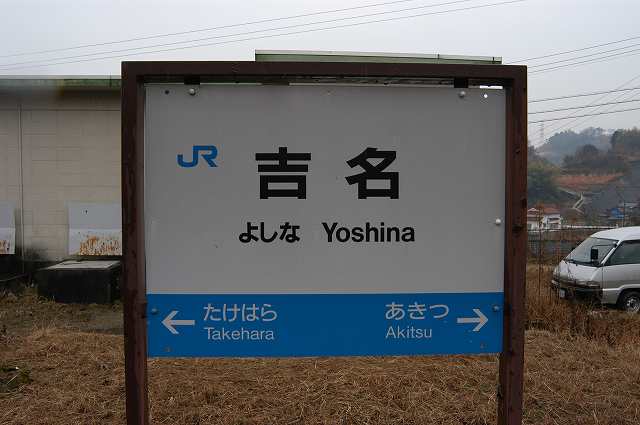 JR
吉名
よしな Yoshina
← たけはら あきつ →
Takehara Akitsu